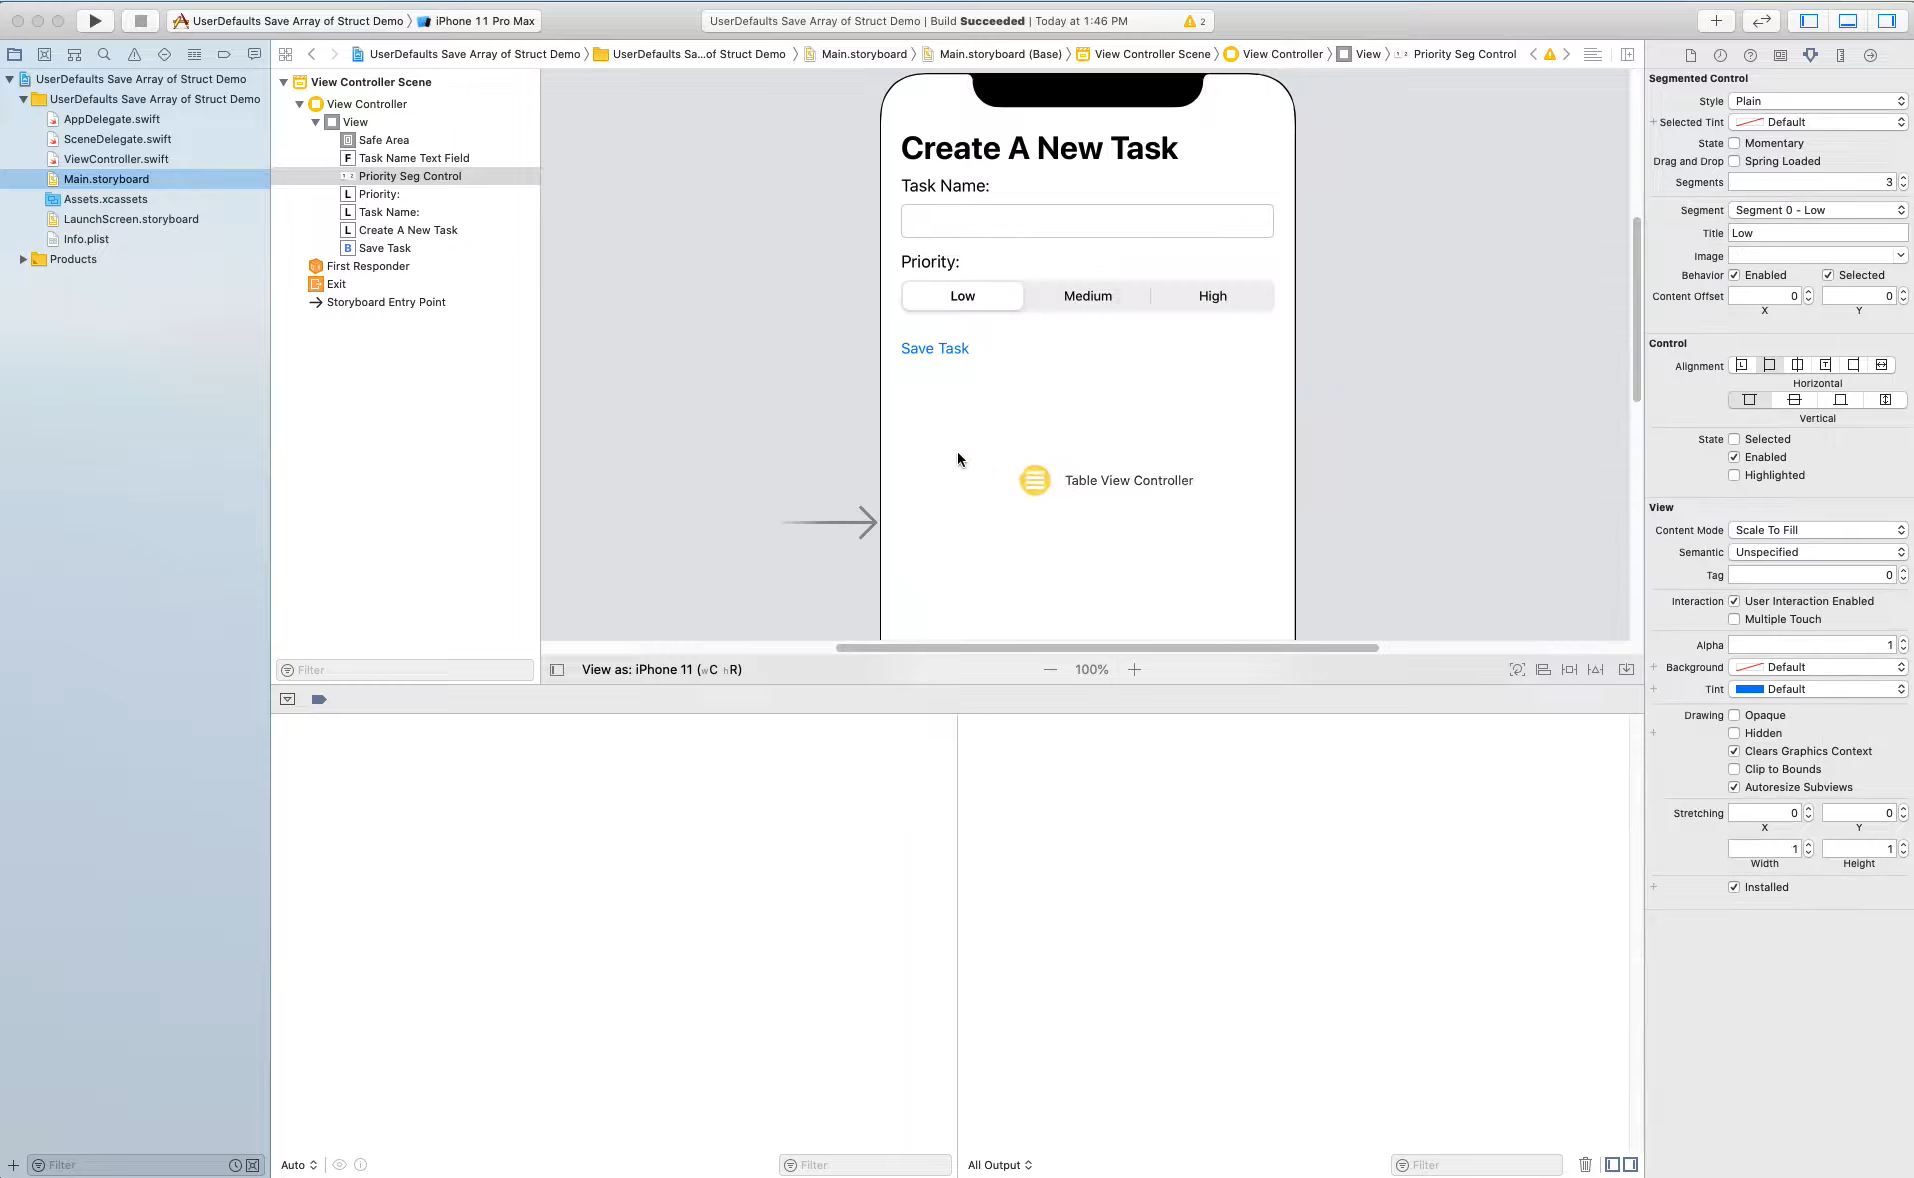 UserDefaults Save Array of Struct Demo
iPhone 11 Pro Max
UserDefaults Save Array of Struct Demo | Build Succeeded | Today at 1:46 PM
2
UserDefaults Save Array of Struct Demo
UserDefaults Sa...of Struct Demo
Main.storyboard
Main.storyboard (Base)
View Controller Scene
View Controller
View
Priority Seg Control
UserDefaults Save Array of Struct Demo
UserDefaults Save Array of Struct Demo
AppDelegate.swift
SceneDelegate.swift
ViewController.swift
Main.storyboard
Assets.xcassets
LaunchScreen.storyboard
Info.plist
Products
Filter
View Controller Scene
View Controller
View
Safe Area
F Task Name Text Field
Priority Seg Control
L Priority:
L Task Name:
L Create A New Task
B Save Task
First Responder
Exit
Storyboard Entry Point
Filter
Create A New Task
Task Name:
Priority:
Low Medium High
Save Task
Table View Controller
View as: iPhone 11 (wC hR)
100%
Auto
Filter
All Output
Filter
Segmented Control
Style Plain
Selected Tint Default
State Momentary
Drag and Drop Spring Loaded
Segments 3
Segment Segment 0 - Low
Title Low
Image
Behavior Enabled Selected
Content Offset 0 0
X Y
Control
Alignment
Horizontal
Vertical
State Selected
Enabled
Highlighted
View
Content Mode Scale To Fill
Semantic Unspecified
Tag 0
Interaction User Interaction Enabled
Multiple Touch
Alpha 1
Background Default
Tint Default
Drawing Opaque
Hidden
Clears Graphics Context
Clip to Bounds
Autoresize Subviews
Stretching 0 0
X Y
1 1
Width Height
Installed